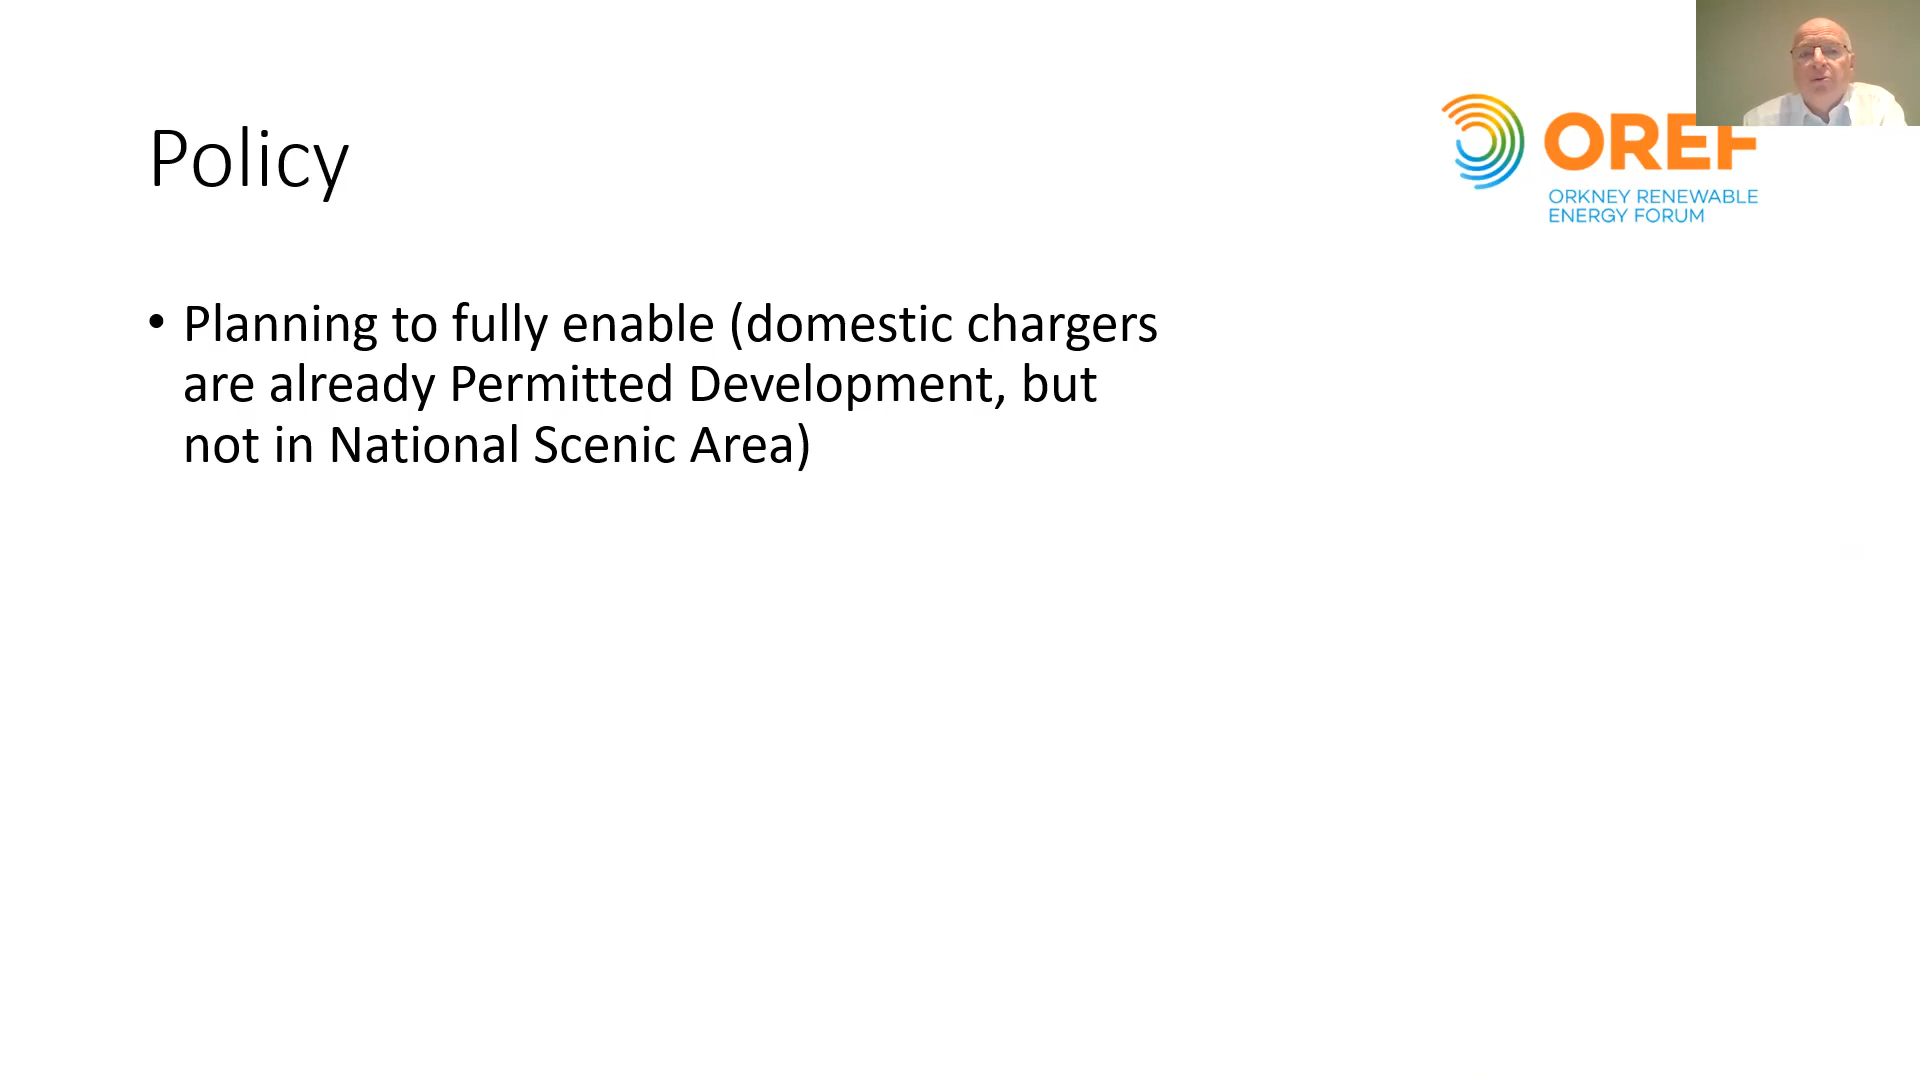 Policy
OREF
ORKNEY RENEWABLE
ENERGY FORUM
• Planning to fully enable (domestic chargers
are already Permitted Development, but
not in National Scenic Area)